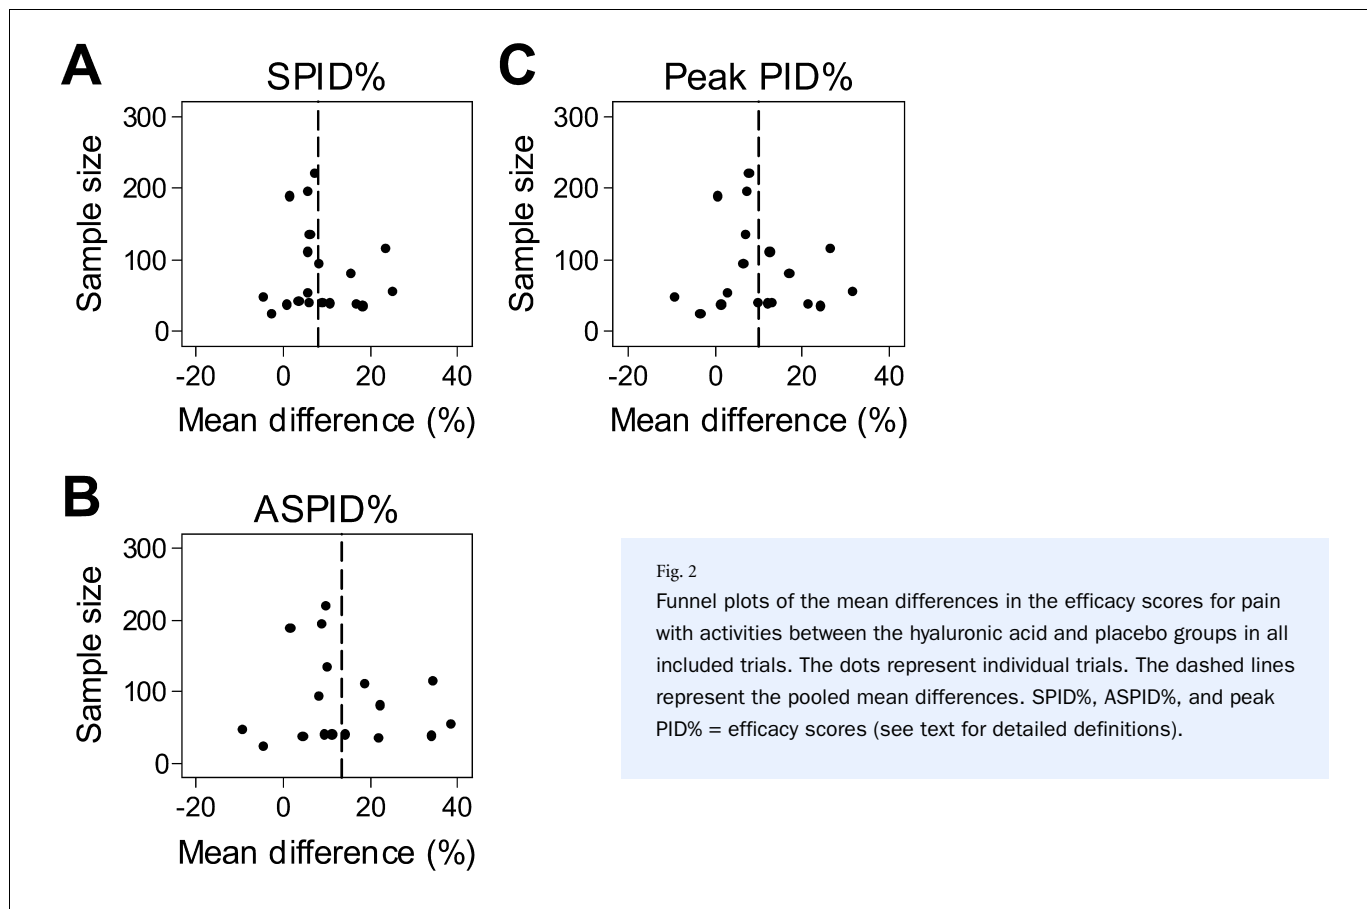 A
SPID%
300
200
100
0
Sample size
-20 0 20 40
Mean difference (%)
C
Peak PID%
300
200
100
0
Sample size
-20 0 20 40
Mean difference (%)
B
ASPID%
300
200
100
0
Sample size
-20 0 20 40
Mean difference (%)
Fig. 2
Funnel plots of the mean differences in the efficacy scores for pain
with activities between the hyaluronic acid and placebo groups in all
included trials. The dots represent individual trials. The dashed lines
represent the pooled mean differences. SPID%, ASPID%, and peak
PID% = efficacy scores (see text for detailed definitions).